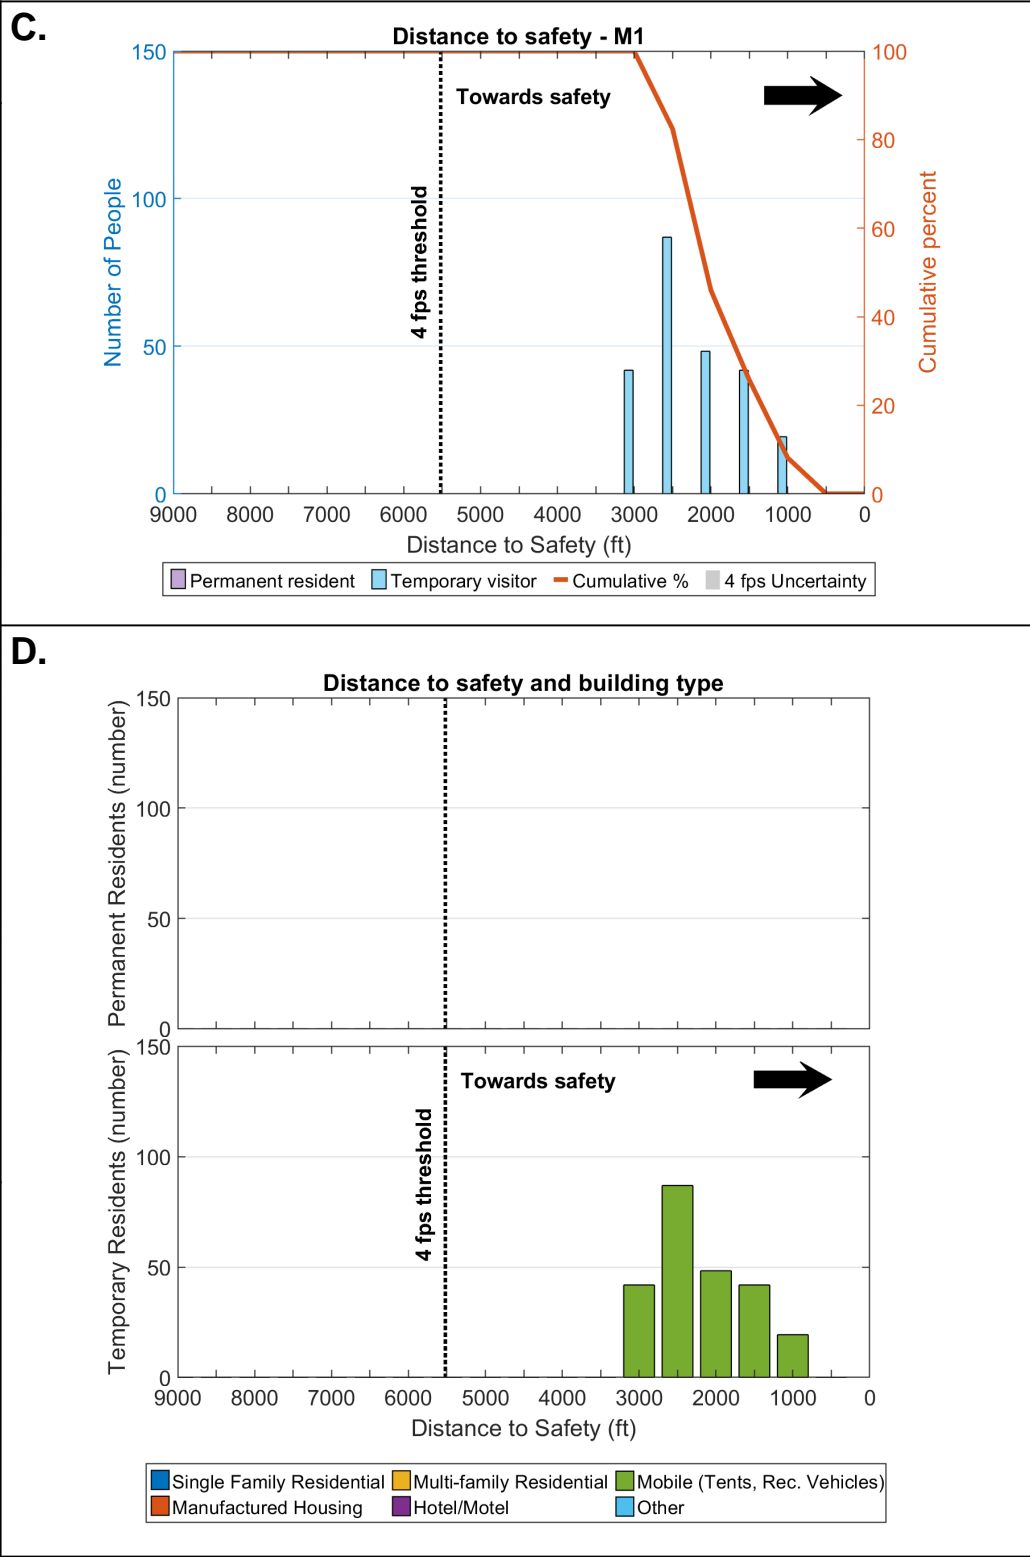 C.
Distance to safety - M1
150
100
50
0
Number of People
100
80
60
40
20
0
Cumulative percent
Towards safety
4 fps threshold
9000 8000 7000 6000 5000 4000 3000 2000 1000 0
Distance to Safety (ft)
Permanent resident Temporary visitor Cumulative % 4 fps Uncertainty
D.
Distance to safety and building type
150
100
50
0
Permanent Residents (number)
150
100
50
0
Temporary Residents (number)
Towards safety
4 fps threshold
9000 8000 7000 6000 5000 4000 3000 2000 1000 0
Distance to Safety (ft)
Single Family Residential Multi-family Residential Mobile (Tents, Rec. Vehicles)
Manufactured Housing Hotel/Motel Other